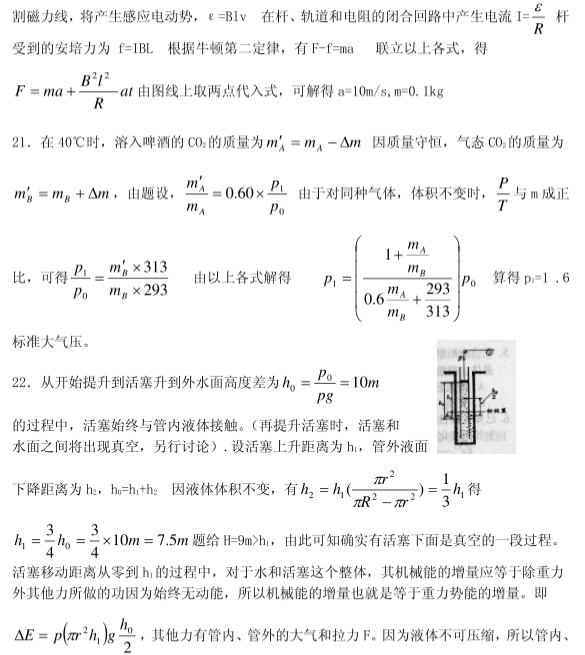 割磁力线，将产生感应电动势，ε=Blv 在杆、轨道和电阻的闭合回路中产生电流 I=ε/R 杆
受到的安培力为 f=IBL 根据牛顿第二定律，有 F-f=ma 联立以上各式，得
F = ma + B²l²/R at 由图线上取两点代入式，可解得 a=10m/s,m=0.1kg
21．在 40℃时，溶入啤酒的 CO₂的质量为 m′_A = m_A − Δm 因质量守恒，气态 CO₂的质量为
m′_B = m_B + Δm，由题设，m′_A/m_A = 0.60× p₁/p₀ 由于对同种气体，体积不变时，P/T 与 m 成正
比，可得 p₁/p₀ = m′_B×313/m_B×293 由以上各式解得 p₁ = ((1 + m_A/m_B)/(0.6 m_A/m_B + 293/313)) p₀ 算得 p₁=1 .6
标准大气压。
22．从开始提升到活塞升到外水面高度差为 h₀ = p₀/pg = 10m
的过程中，活塞始终与管内液体接触。（再提升活塞时，活塞和
水面之间将出现真空，另行讨论）.设活塞上升距离为 h₁，管外液面
下降距离为 h₂，h₀=h₁+h₂ 因液体体积不变，有 h₂ = h₁(πr²/(πR² − πr²)) = 1/3 h₁ 得
h₁ = 3/4 h₀ = 3/4 ×10m = 7.5m 题给 H=9m>h₁，由此可知确实有活塞下面是真空的一段过程。
活塞移动距离从零到 h₁的过程中，对于水和活塞这个整体，其机械能的增量应等于除重力
外其他力所做的功因为始终无动能，所以机械能的增量也就是等于重力势能的增量。即
ΔE = p(πr²h₁)g h₀/2，其他力有管内、管外的大气和拉力 F。因为液体不可压缩，所以管内、